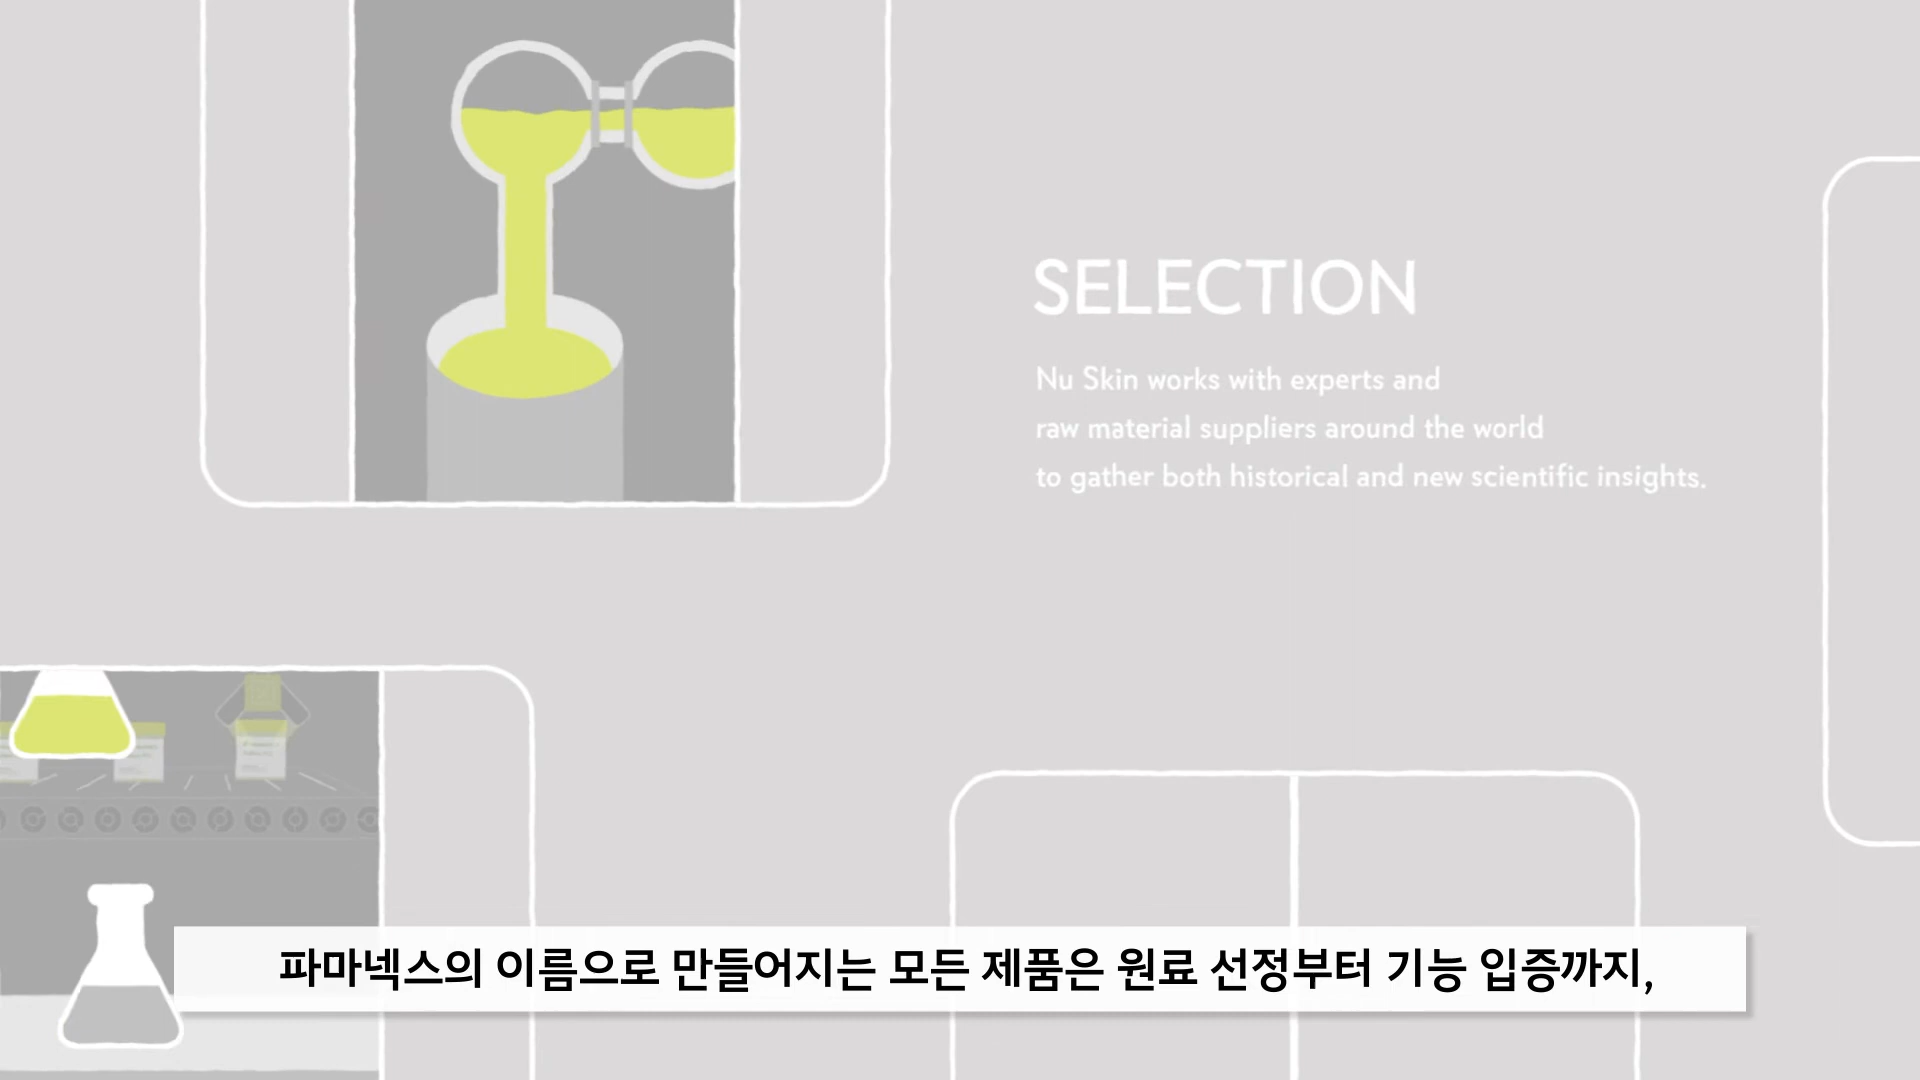 SELECTION
Nu Skin works with experts and
raw material suppliers around the world
to gather both historical and new scientific insights.
파마넥스의 이름으로 만들어지는 모든 제품은 원료 선정부터 기능 입증까지,